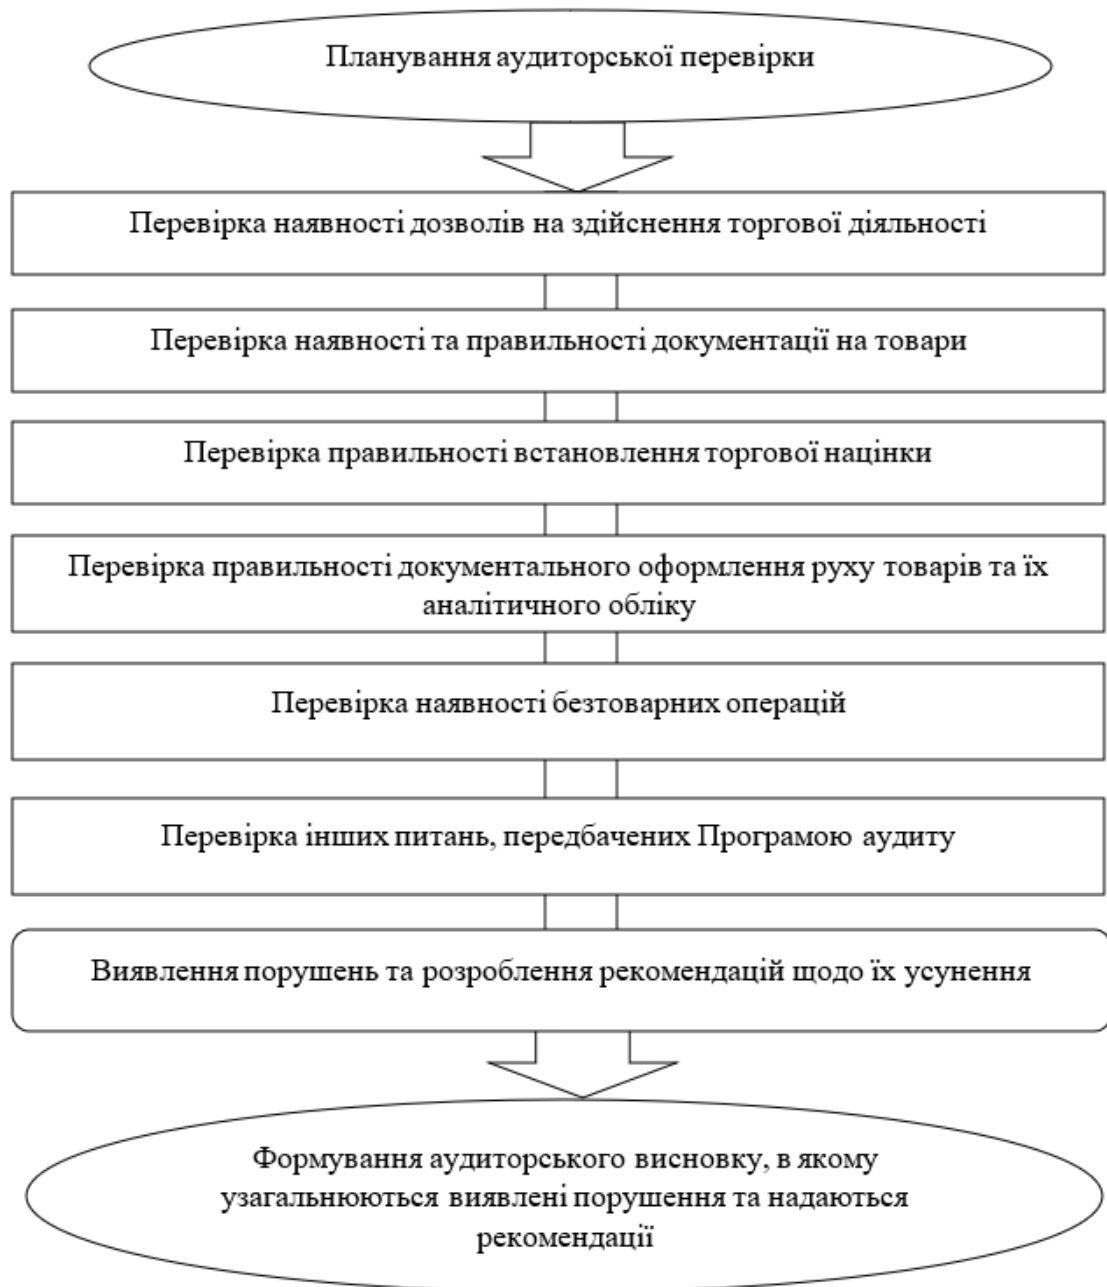 Планування аудиторської перевірки
Перевірка наявності дозволів на здійснення торгової діяльності
Перевірка наявності та правильності документації на товари
Перевірка правильності встановлення торгової націнки
Перевірка правильності документального оформлення руху товарів та їх
аналітичного обліку
Перевірка наявності безтоварних операцій
Перевірка інших питань, передбачених Програмою аудиту
Виявлення порушень та розроблення рекомендацій щодо їх усунення
Формування аудиторського висновку, в якому
узагальнюються виявлені порушення та надаються
рекомендації